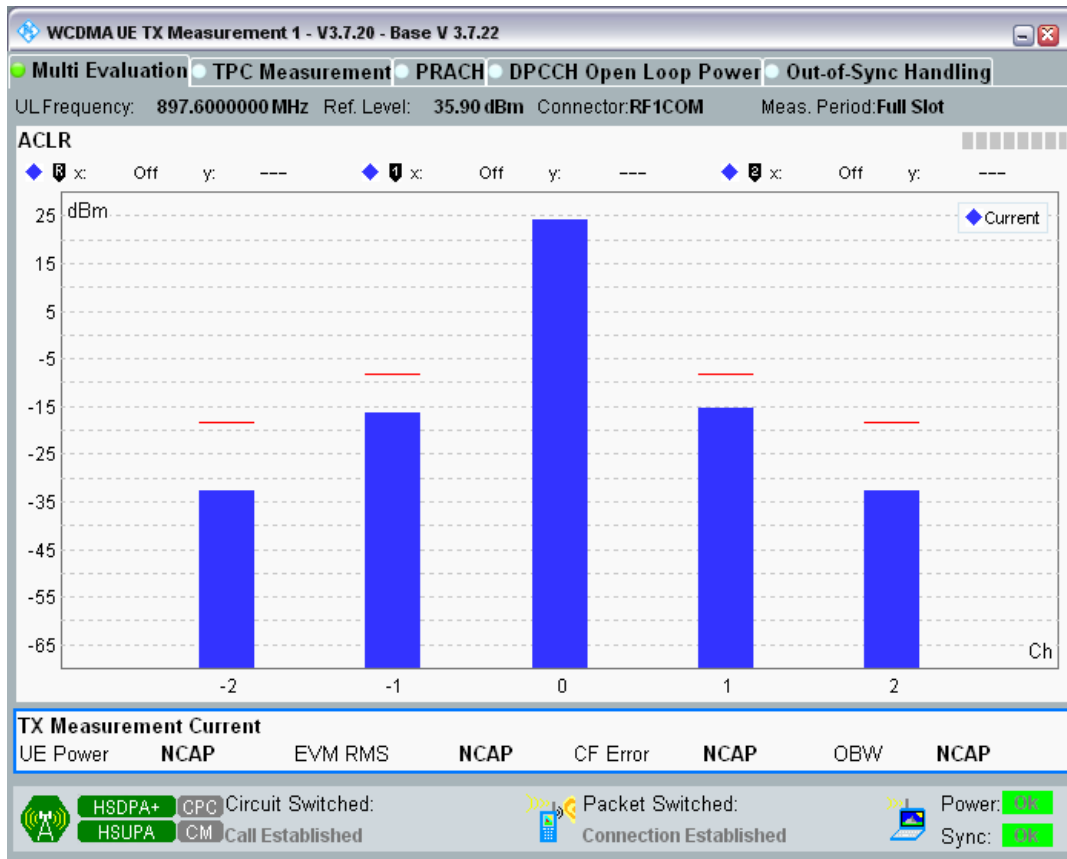 WCDMA UE TX Measurement 1 - V3.7.20 - Base V 3.7.22
Multi Evaluation TPC Measurement PRACH DPCCH Open Loop Power Out-of-Sync Handling
UL Frequency: 897.6000000 MHz Ref. Level: 35.90 dBm Connector:RF1COM Meas. Period:Full Slot
ACLR
R x: Off y: --- 1 x: Off y: --- 2 x: Off y: ---
dBm
Current
25
15
5
-5
-15
-25
-35
-45
-55
-65
Ch
-2 -1 0 1 2
TX Measurement Current
UE Power NCAP EVM RMS NCAP CF Error NCAP OBW NCAP
HSDPA+ CPC Circuit Switched: Packet Switched: Power: Ok
HSUPA CM Call Established Connection Established Sync: Ok